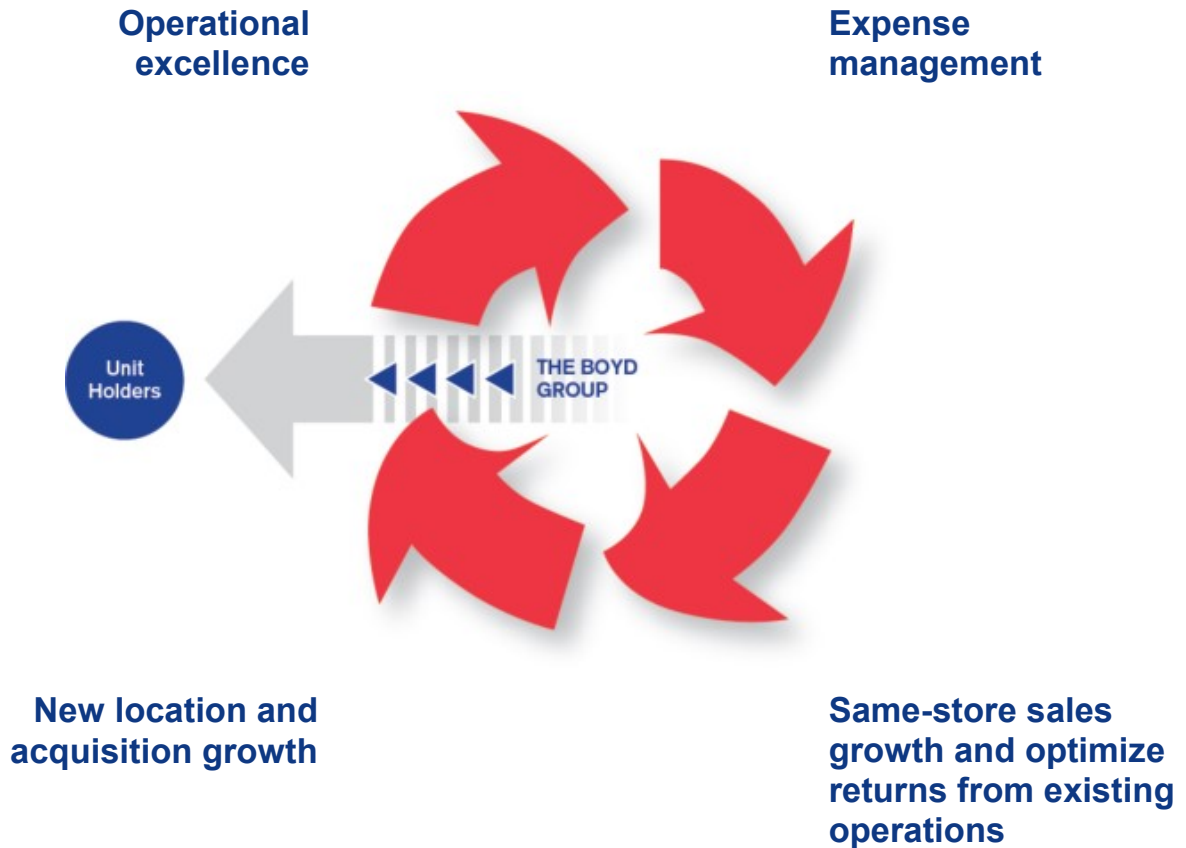 Operational
excellence
Expense
management
Unit
Holders
THE BOYD
GROUP
New location and
acquisition growth
Same-store sales
growth and optimize
returns from existing
operations